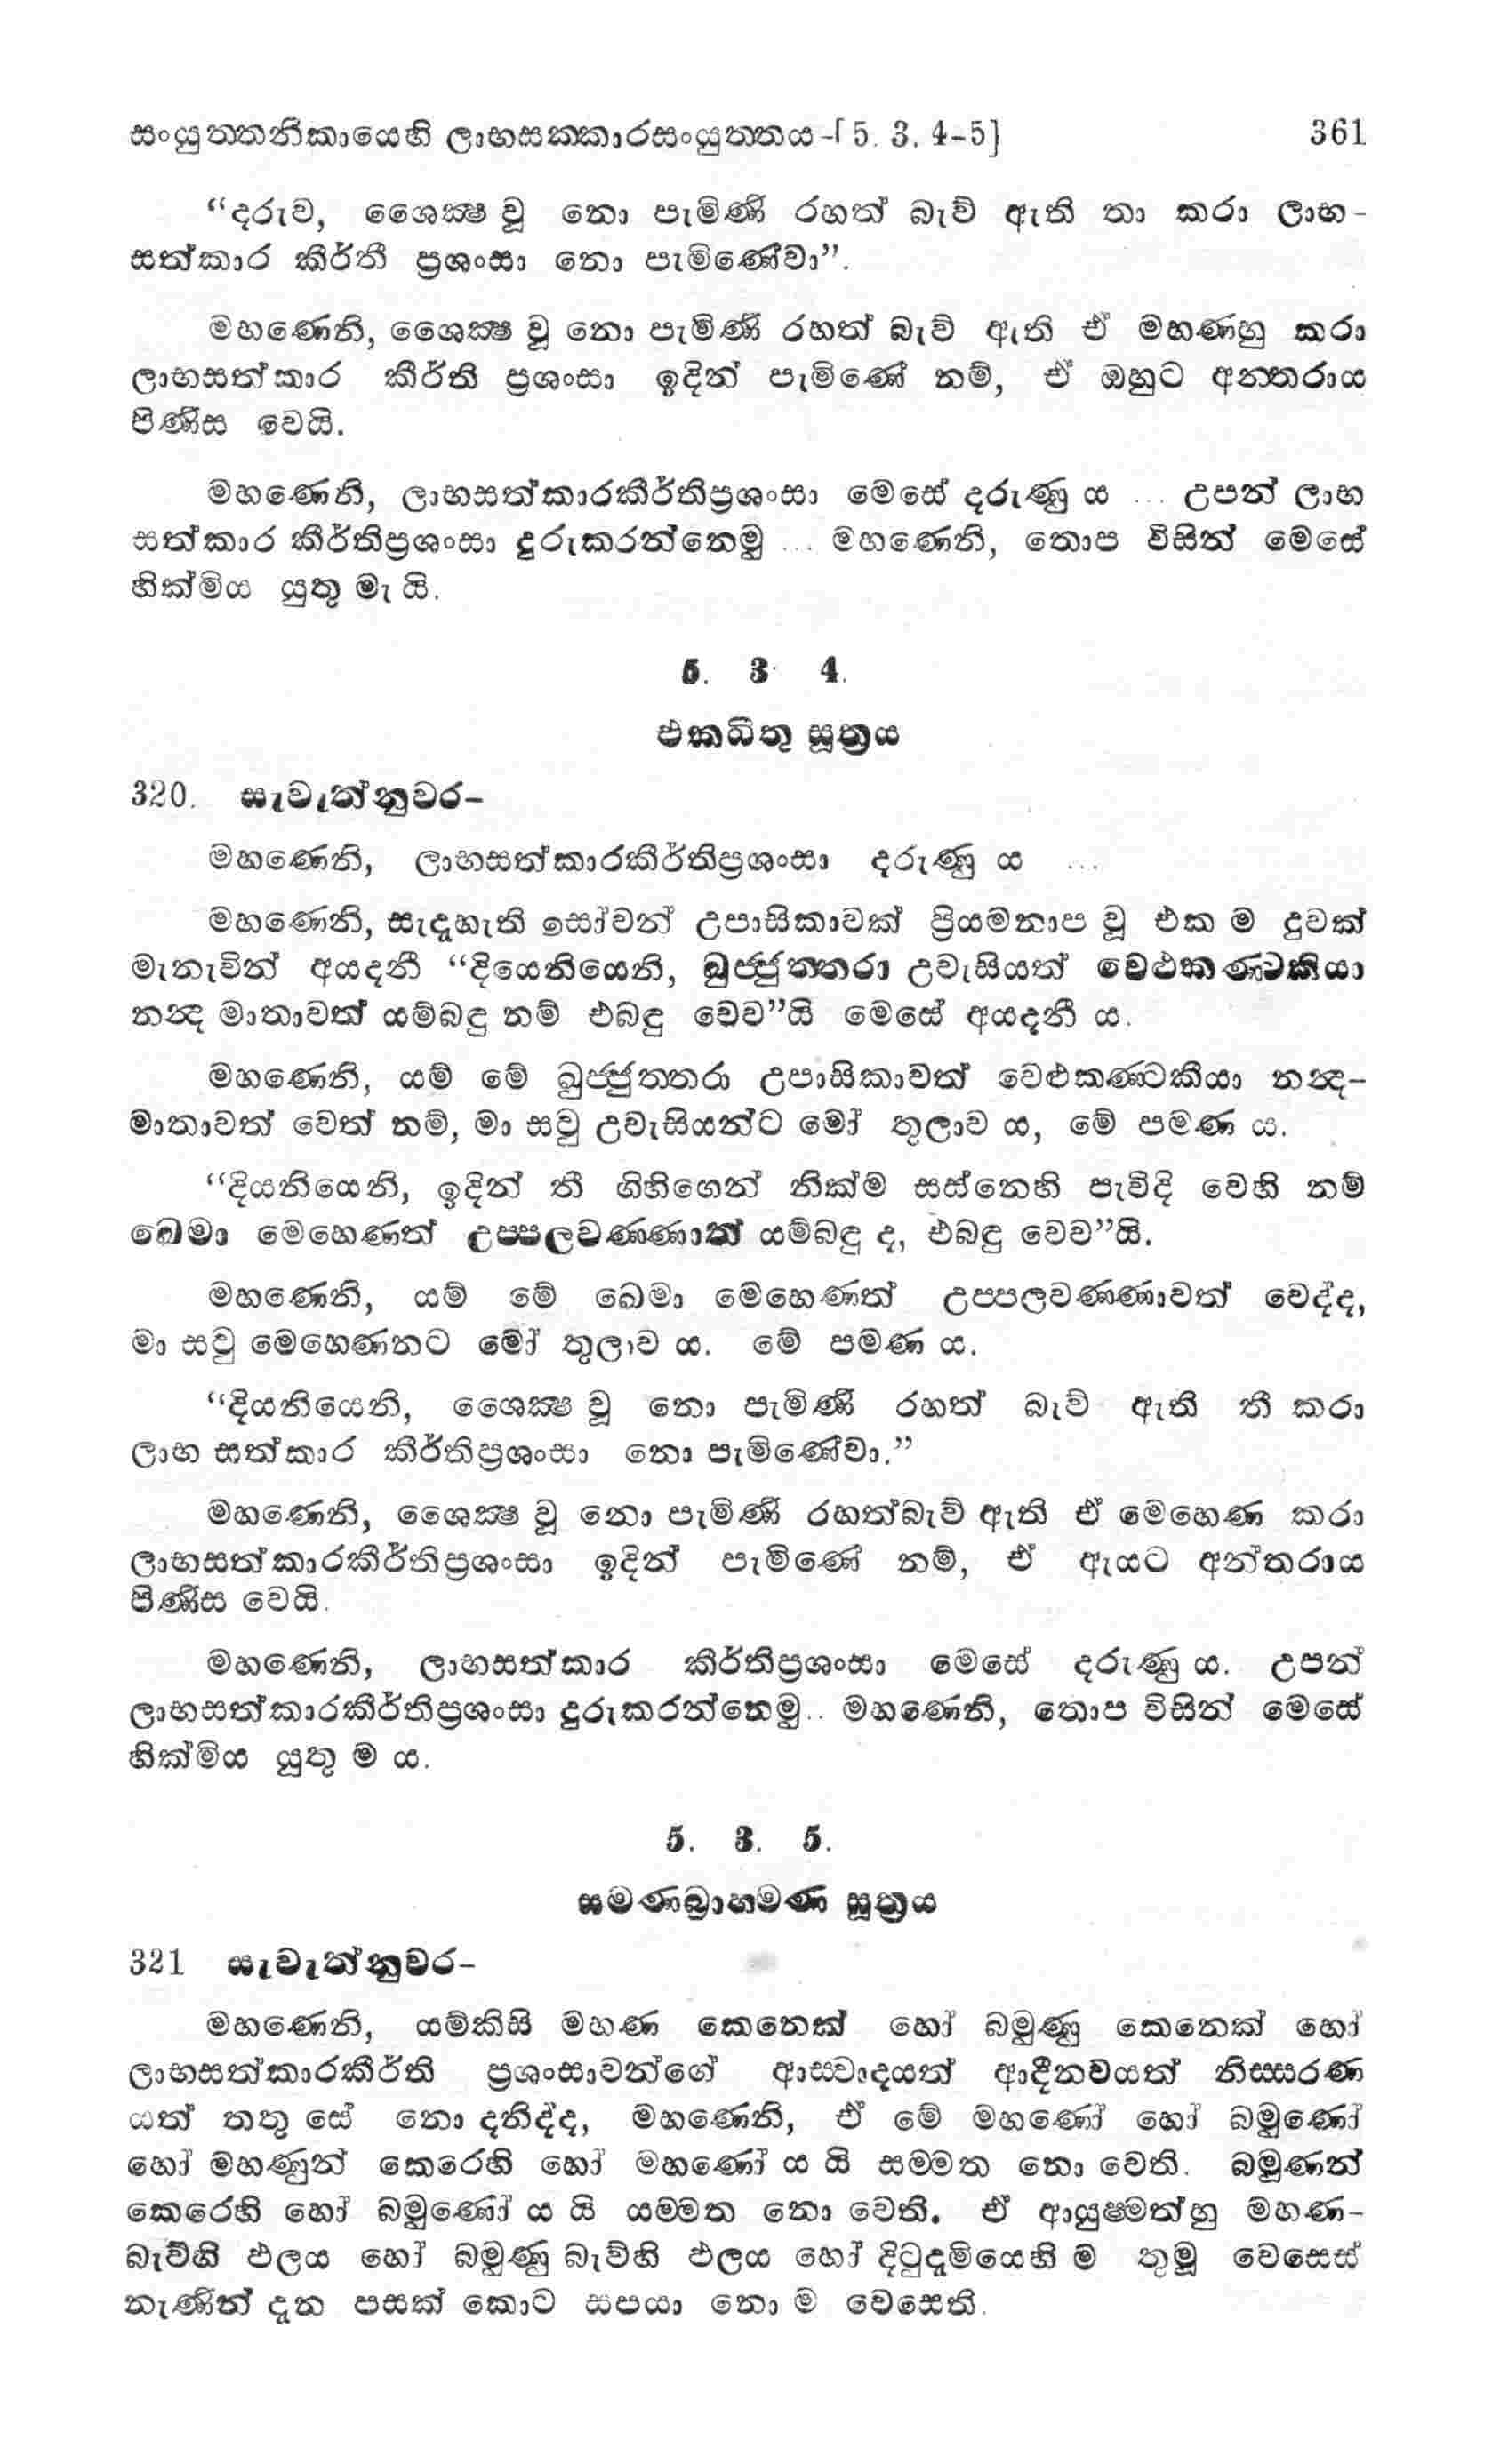 සංයුත්තනිකායෙහි ලාභසක්කාරසංයුත්තය -[5. 3. 4-5] 361
“දරුව, ශෛක්‍ෂ වූ නො පැමිණි රහත් බැව් ඇති තා කරා ලාභ-
සත්කාර කීර්තී ප්‍රශංසා නො පැමිණේවා”.
මහණෙනි, ශෛක්‍ෂ වූ නො පැමිණි රහත් බැව් ඇති ඒ මහණහු කරා
ලාභසත්කාර කීර්ති ප්‍රශංසා ඉදින් පැමිණේ නම්, ඒ ඔහුට අන්තරාය
පිණිස වෙයි.
මහණෙනි, ලාභසත්කාරකීර්තිප්‍රශංසා මෙසේ දරුණු ය ... උපන් ලාභ
සත්කාර කීර්තිප්‍රශංසා දුරුකරන්නෙමු ... මහණෙනි, තොප විසින් මෙසේ
හික්මිය යුතු මැ යි.
5. 3 4.
එකධීතු සූත්‍රය
320. සැවැත්නුවර-
මහණෙනි, ලාභසත්කාරකීර්තිප්‍රශංසා දරුණු ය ...
මහණෙනි, සැදැහැති සෝවන් උපාසිකාවක් ප්‍රියමනාප වූ එක ම දුවක්
මැනැවින් අයදනී “දියෙනියෙනි, ඛුජ්ජුත්තරා උවැසියත් වෙළුකණ්ටකියා
නන්‍ද මාතාවත් යම්බඳු නම් එබඳු වෙව”යි මෙසේ අයදනී ය.
මහණෙනි, යම් මේ ඛුජ්ජුත්තරා උපාසිකාවත් වෙළුකණ්ටකීයා නන්‍ද-
මාතාවත් වෙත් නම්, මා සවු උවැසියන්ට මෝ තුලාව ය, මේ පමණ ය.
“දියනියෙනි, ඉදින් තී ගිහිගෙන් නික්ම සස්නෙහි පැවිදි වෙහි නම්
ඛෙමා මෙහෙණත් උප්පලවණ්ණාත් යම්බඳු ද, එබඳු වෙව”යි.
මහණෙනි, යම් මේ ඛෙමා මෙහෙණත් උප්පලවණ්ණාවත් වෙද්ද,
මා සවු මෙහෙණනට මෝ තුලාව ය. මේ පමණ ය.
“දියනියෙනි, ශෛක්‍ෂ වූ නො පැමිණි රහත් බැව් ඇති තී කරා
ලාභ සත්කාර කීර්තිප්‍රශංසා නො පැමිණේවා.”
මහණෙනි, ශෛක්‍ෂ වූ නො පැමිණි රහත්බැව් ඇති ඒ මෙහෙණ කරා
ලාභසත්කාරකීර්තිප්‍රශංසා ඉදින් පැමිණේ නම්, ඒ ඇයට අන්තරාය
පිණිස වෙයි.
මහණෙනි, ලාභසත්කාර කීර්තිප්‍රශංසා මෙසේ දරුණු ය. උපන්
ලාභසත්කාරකීර්තිප්‍රශංසා දුරුකරන්නෙමු.. මහණෙනි, තොප විසින් මෙසේ
හික්මිය යුතු ම ය.
5. 3. 5.
සමණබ්‍රාහමණ සූත්‍රය
321 සැවැත්නුවර-
මහණෙනි, යම්කිසි මහණ කෙනෙක් හෝ බමුණු කෙනෙක් හෝ
ලාභසත්කාරකීර්ති ප්‍රශංසාවන්ගේ ආස්වාදයත් ආදීනවයත් නිස්සරණ
යත් තතු සේ නො දනිද්ද, මහණෙනි, ඒ මේ මහණෝ හෝ බමුණෝ
හෝ මහණුන් කෙරෙහි හෝ මහණෝ ය යි සම්මත නො වෙති. බමුණන්
කෙරෙහි හෝ බමුණෝ ය යි යම්මත නො වෙති. ඒ ආයුෂ්මත්හු මහණ-
බැව්හි ඵලය හෝ බමුණු බැව්හි ඵලය හෝ දිටුදැමියෙහි ම තුමූ වෙසෙස්
නැණින් දැන පසක් කොට සපයා නො ම වෙසෙති.